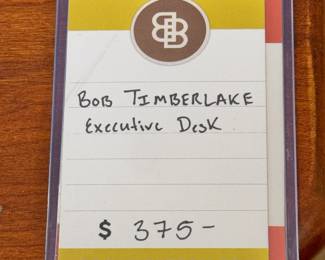 BOB TIMBERLAKE
Executive Desk
$ 375-